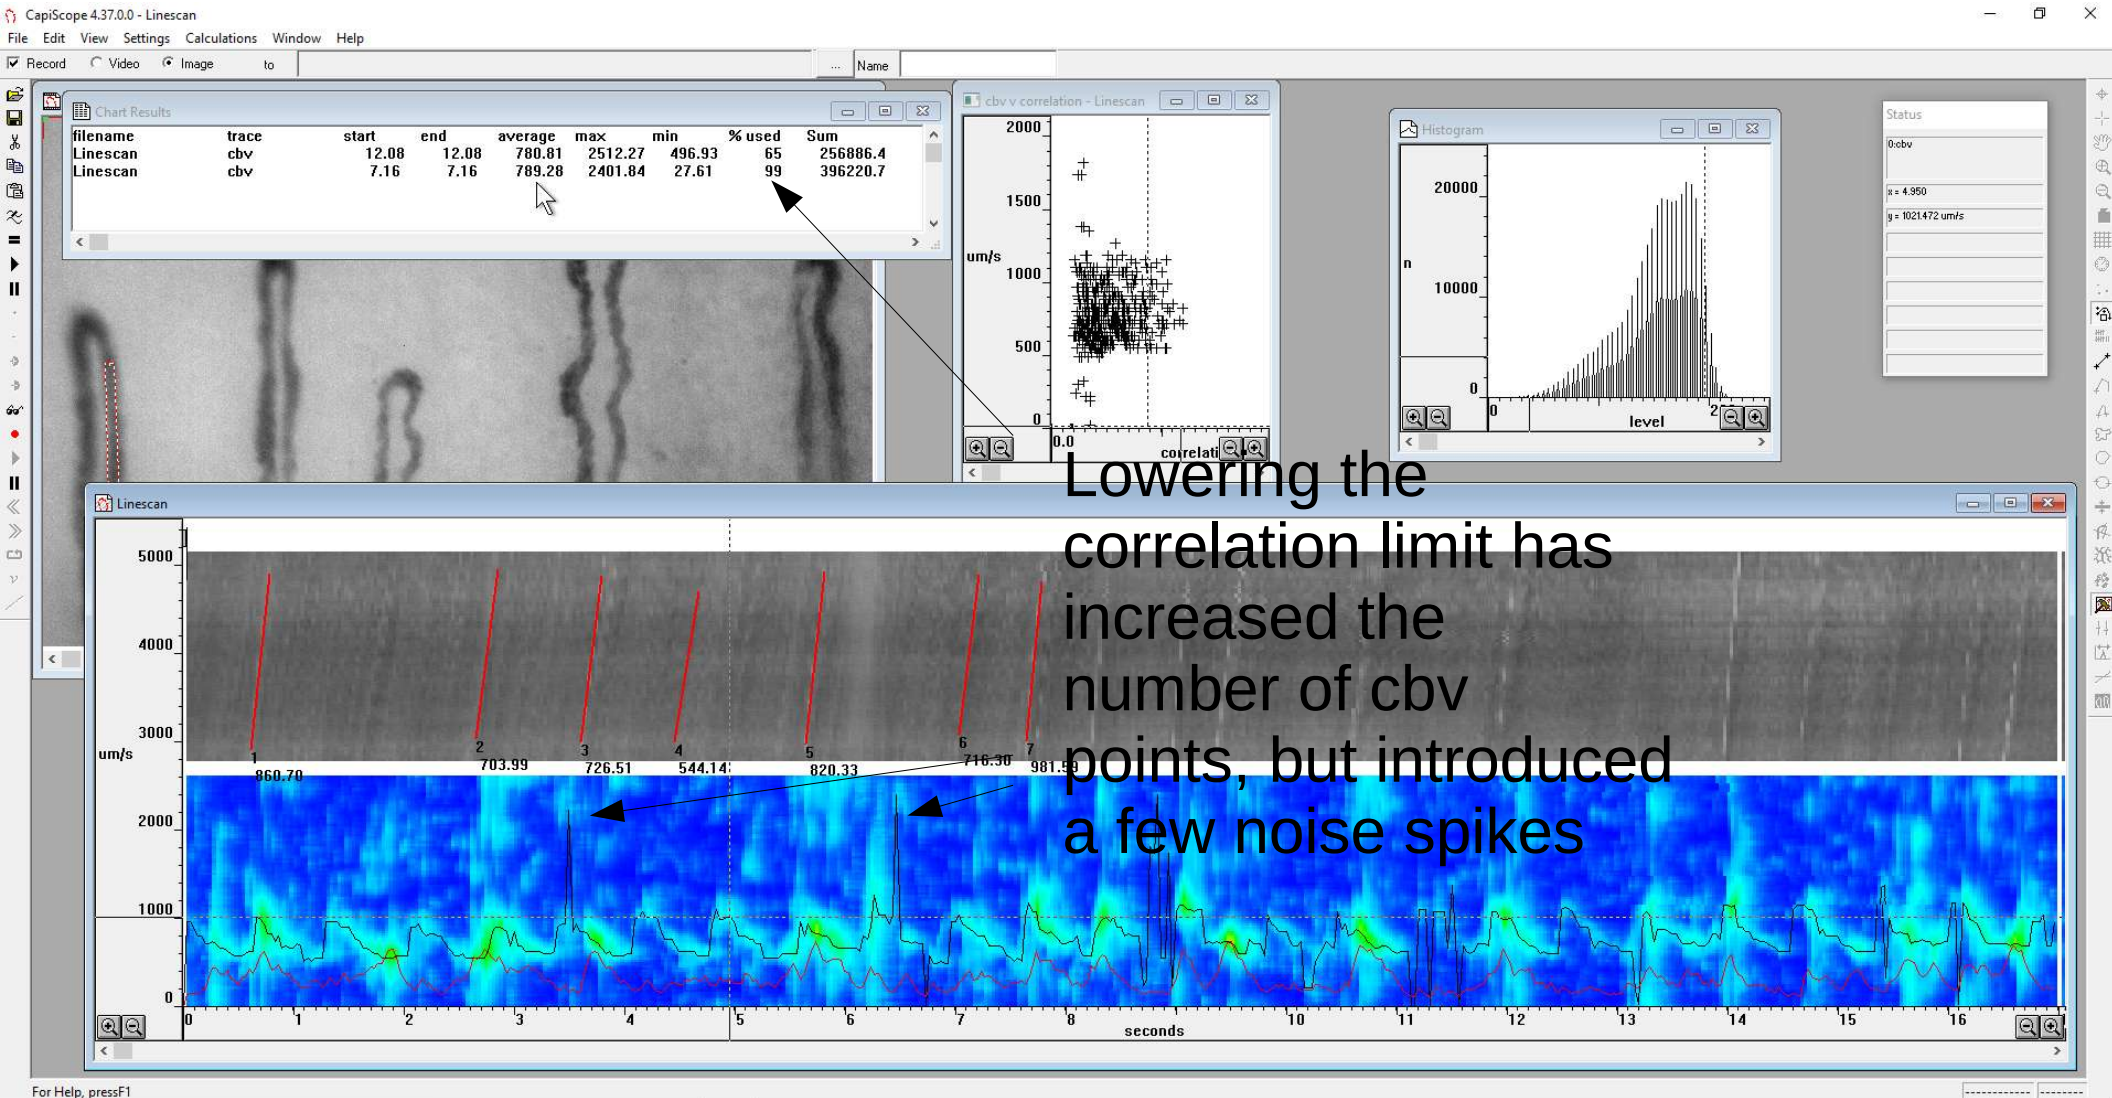 CapiScope 4.37.0.0 - Linescan
File Edit View Settings Calculations Window Help
Record Video Image to ... Name
Chart Results
filename trace start end average max min % used Sum
Linescan cbv 12.08 12.08 780.81 2512.27 496.93 65 256886.4
Linescan cbv 7.16 7.16 789.28 2401.84 27.61 99 396220.7
cbv v correlation - Linescan
2000
1500
um/s
1000
500
0
0.0
correlati
Histogram
20000
n
10000
0
0
level
Status
0:cbv
x = 4.950
y = 1021.472 um/s
Lowering the
correlation limit has
increased the
number of cbv
points, but introduced
a few noise spikes
Linescan
5000
4000
3000
um/s
1 2 3 4 5 6 7
860.70 703.99 726.51 544.14 820.33 716.30 981.59
2000
1000
0
0 1 2 3 4 5 6 7 8 10 11 12 13 14 15 16
seconds
For Help, pressF1